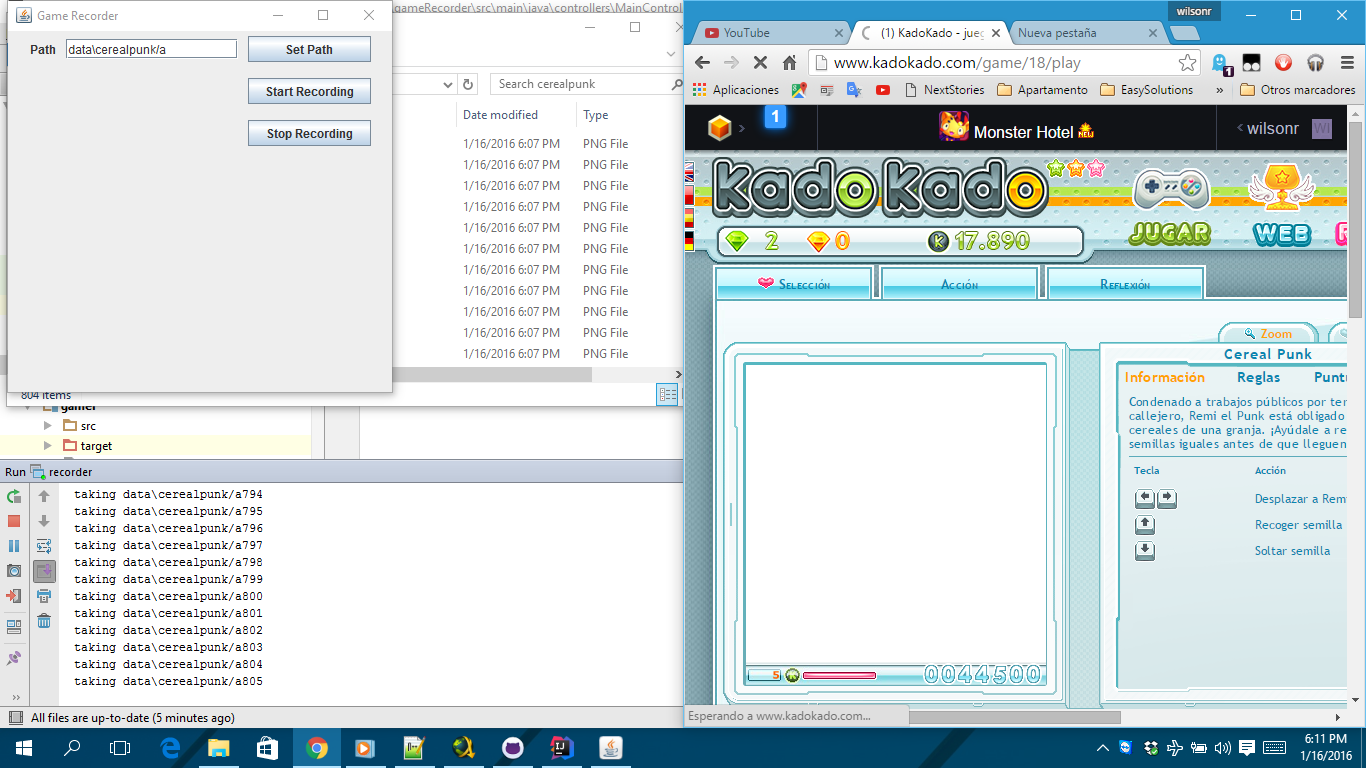 Game Recorder
Path data\cerealpunk/a Set Path
Start Recording
Stop Recording
.gameRecorder\src\main\java\controllers\MainControl
Search cerealpunk
Date modified Type
1/16/2016 6:07 PM PNG File
1/16/2016 6:07 PM PNG File
1/16/2016 6:07 PM PNG File
1/16/2016 6:07 PM PNG File
1/16/2016 6:07 PM PNG File
1/16/2016 6:07 PM PNG File
1/16/2016 6:07 PM PNG File
1/16/2016 6:07 PM PNG File
1/16/2016 6:07 PM PNG File
1/16/2016 6:07 PM PNG File
1/16/2016 6:07 PM PNG File
804 items
gamer
src
target
Run recorder
taking data\cerealpunk/a794
taking data\cerealpunk/a795
taking data\cerealpunk/a796
taking data\cerealpunk/a797
taking data\cerealpunk/a798
taking data\cerealpunk/a799
taking data\cerealpunk/a800
taking data\cerealpunk/a801
taking data\cerealpunk/a802
taking data\cerealpunk/a803
taking data\cerealpunk/a804
taking data\cerealpunk/a805
All files are up-to-date (5 minutes ago)
wilsonr
YouTube
KadoKado - jueg
Nueva pestaña
www.kadokado.com/game/18/play
1
Aplicaciones NextStories Apartamento EasySolutions » Otros marcadores
1 Monster Hotel NEW wilsonr WI
kadokado
2 0 K 17.890
JUGAR WEB
Selección Acción Reflexión
Zoom
Cereal Punk
Información Reglas Puntu
Condenado a trabajos públicos por ter
callejero, Remi el Punk está obligado
cereales de una granja. ¡Ayúdale a re
semillas iguales antes de que lleguen
Tecla Acción
Desplazar a Rem
Recoger semilla
Soltar semilla
5 0044500
Esperando a www.kadokado.com...
6:11 PM
1/16/2016